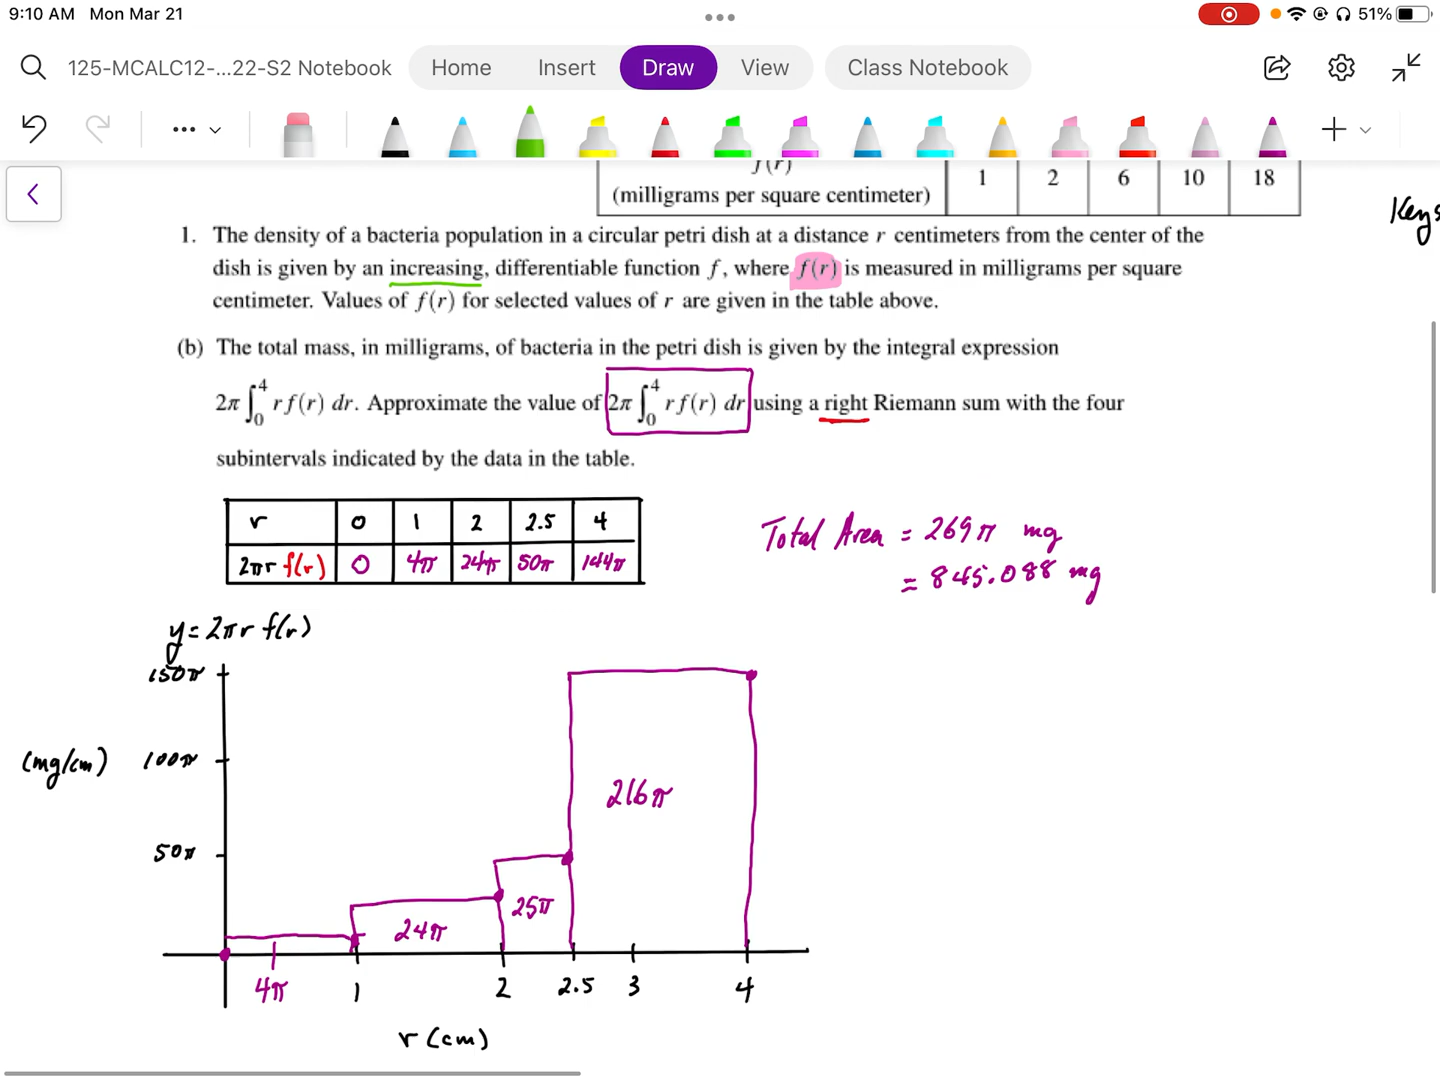 9:10 AM Mon Mar 21
51%
125-MCALC12-...22-S2 Notebook Home Insert Draw View Class Notebook
f(r)
(milligrams per square centimeter) 1 2 6 10 18
Keys
1. The density of a bacteria population in a circular petri dish at a distance r centimeters from the center of the
dish is given by an increasing, differentiable function f, where f(r) is measured in milligrams per square
centimeter. Values of f(r) for selected values of r are given in the table above.
(b) The total mass, in milligrams, of bacteria in the petri dish is given by the integral expression
2π ∫₀⁴ r f(r) dr. Approximate the value of 2π ∫₀⁴ r f(r) dr using a right Riemann sum with the four
subintervals indicated by the data in the table.
r 0 1 2 2.5 4
2πr f(r) 0 4π 24π 50π 144π
Total Area = 269π mg
= 845.088 mg
y = 2πr f(r)
150π
(mg/cm) 100π
216π
50π
25π
24π
4π 1 2 2.5 3 4
r (cm)